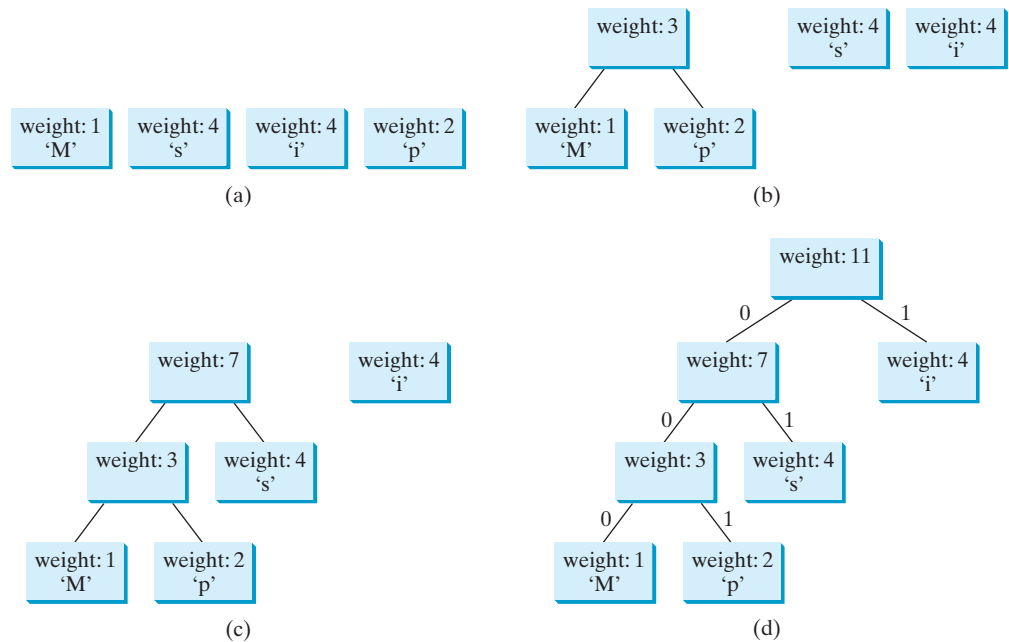 weight: 1
‘M’
weight: 4
‘s’
weight: 4
‘i’
weight: 2
‘p’
(a)
weight: 3
weight: 4
‘s’
weight: 4
‘i’
weight: 1
‘M’
weight: 2
‘p’
(b)
weight: 7
weight: 4
‘i’
weight: 3
weight: 4
‘s’
weight: 1
‘M’
weight: 2
‘p’
(c)
weight: 11
0
1
weight: 7
weight: 4
‘i’
0
1
weight: 3
weight: 4
‘s’
0
1
weight: 1
‘M’
weight: 2
‘p’
(d)